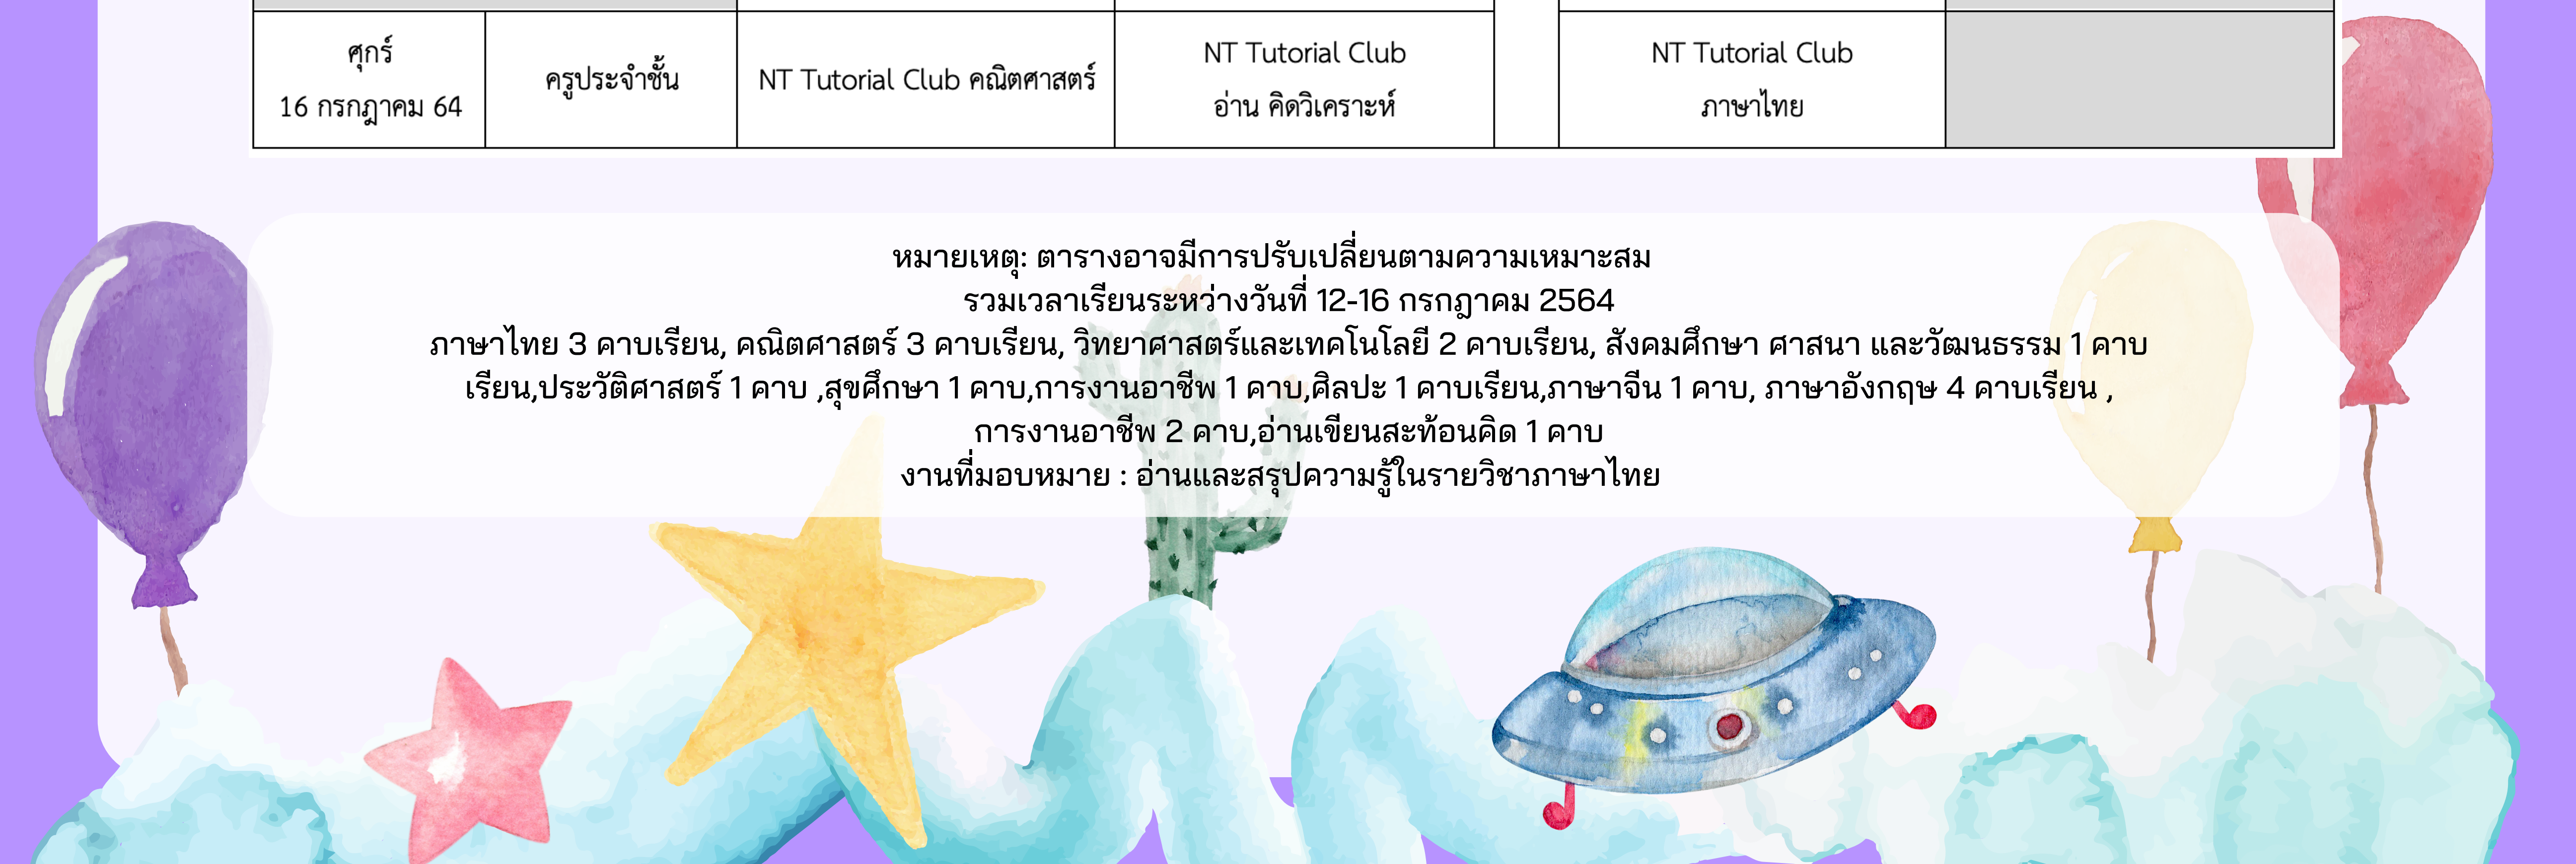 ศุกร์
16 กรกฎาคม 64
ครูประจำชั้น
NT Tutorial Club คณิตศาสตร์
NT Tutorial Club
อ่าน คิดวิเคราะห์
NT Tutorial Club
ภาษาไทย
หมายเหตุ: ตารางอาจมีการปรับเปลี่ยนตามความเหมาะสม
รวมเวลาเรียนระหว่างวันที่ 12-16 กรกฎาคม 2564
ภาษาไทย 3 คาบเรียน, คณิตศาสตร์ 3 คาบเรียน, วิทยาศาสตร์และเทคโนโลยี 2 คาบเรียน, สังคมศึกษา ศาสนา และวัฒนธรรม 1 คาบ
เรียน,ประวัติศาสตร์ 1 คาบ ,สุขศึกษา 1 คาบ,การงานอาชีพ 1 คาบ,ศิลปะ 1 คาบเรียน,ภาษาจีน 1 คาบ, ภาษาอังกฤษ 4 คาบเรียน ,
การงานอาชีพ 2 คาบ,อ่านเขียนสะท้อนคิด 1 คาบ
งานที่มอบหมาย : อ่านและสรุปความรู้ในรายวิชาภาษาไทย